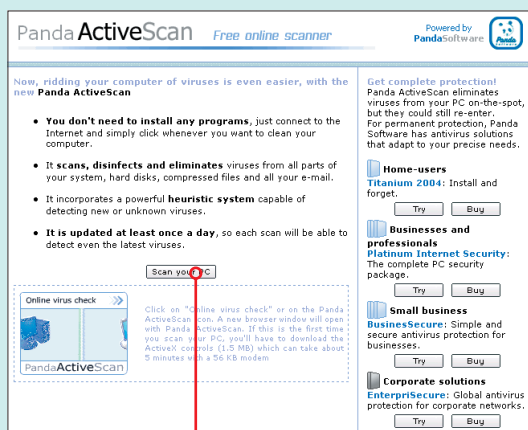 Panda ActiveScan Free online scanner
Powered by
PandaSoftware
Panda
Now, ridding your computer of viruses is even easier, with the
new Panda ActiveScan
You don't need to install any programs, just connect to the
Internet and simply click whenever you want to clean your
computer.
It scans, disinfects and eliminates viruses from all parts of
your system, hard disks, compressed files and all your e-mail.
It incorporates a powerful heuristic system capable of
detecting new or unknown viruses.
It is updated at least once a day, so each scan will be able to
detect even the latest viruses.
Scan your PC
Online virus check >>
PandaActiveScan
Click on "Online virus check" or on the Panda
ActiveScan icon. A new browser window will open
with Panda ActiveScan. If this is the first time
you scan your PC, you'll have to download the
ActiveX controls (1.5 MB) which can take about
5 minutes with a 56 KB modem
Get complete protection!
Panda ActiveScan eliminates
viruses from your PC on-the-spot,
but they could still re-enter.
For permanent protection, Panda
Software has antivirus solutions
that adapt to your precise needs.
Home-users
Titanium 2004: Install and
forget.
Try Buy
Businesses and
professionals
Platinum Internet Security:
The complete PC security
package.
Try Buy
Small business
BusinesSecure: Simple and
secure antivirus protection for
businesses.
Try Buy
Corporate solutions
EnterpriSecure: Global antivirus
protection for corporate networks.
Try Buy